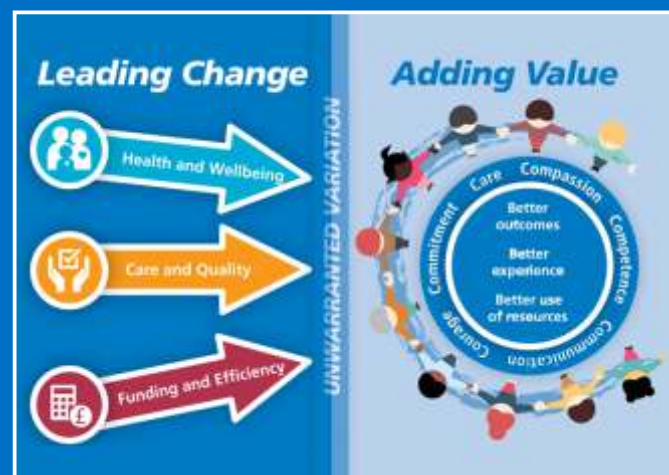 Leading Change
Adding Value
Health and Wellbeing
Care and Quality
Funding and Efficiency
£
UNWARRANTED VARIATION
Commitment
Care
Compassion
Competence
Communication
Courage
Better
outcomes
Better
experience
Better use
of resources